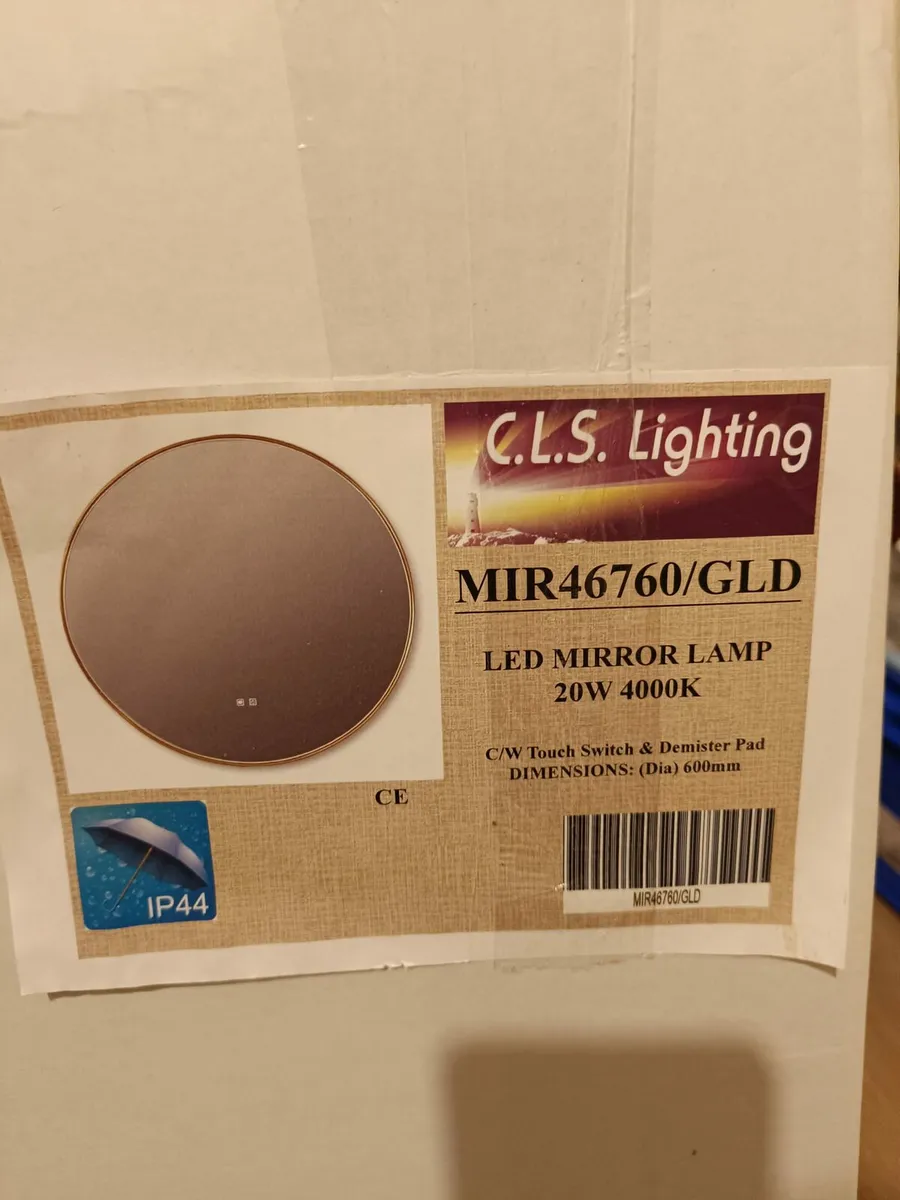 C.L.S. Lighting
MIR46760/GLD
LED MIRROR LAMP
20W 4000K
C/W Touch Switch & Demister Pad
DIMENSIONS: (Dia) 600mm
CE
IP44
MIR46760/GLD